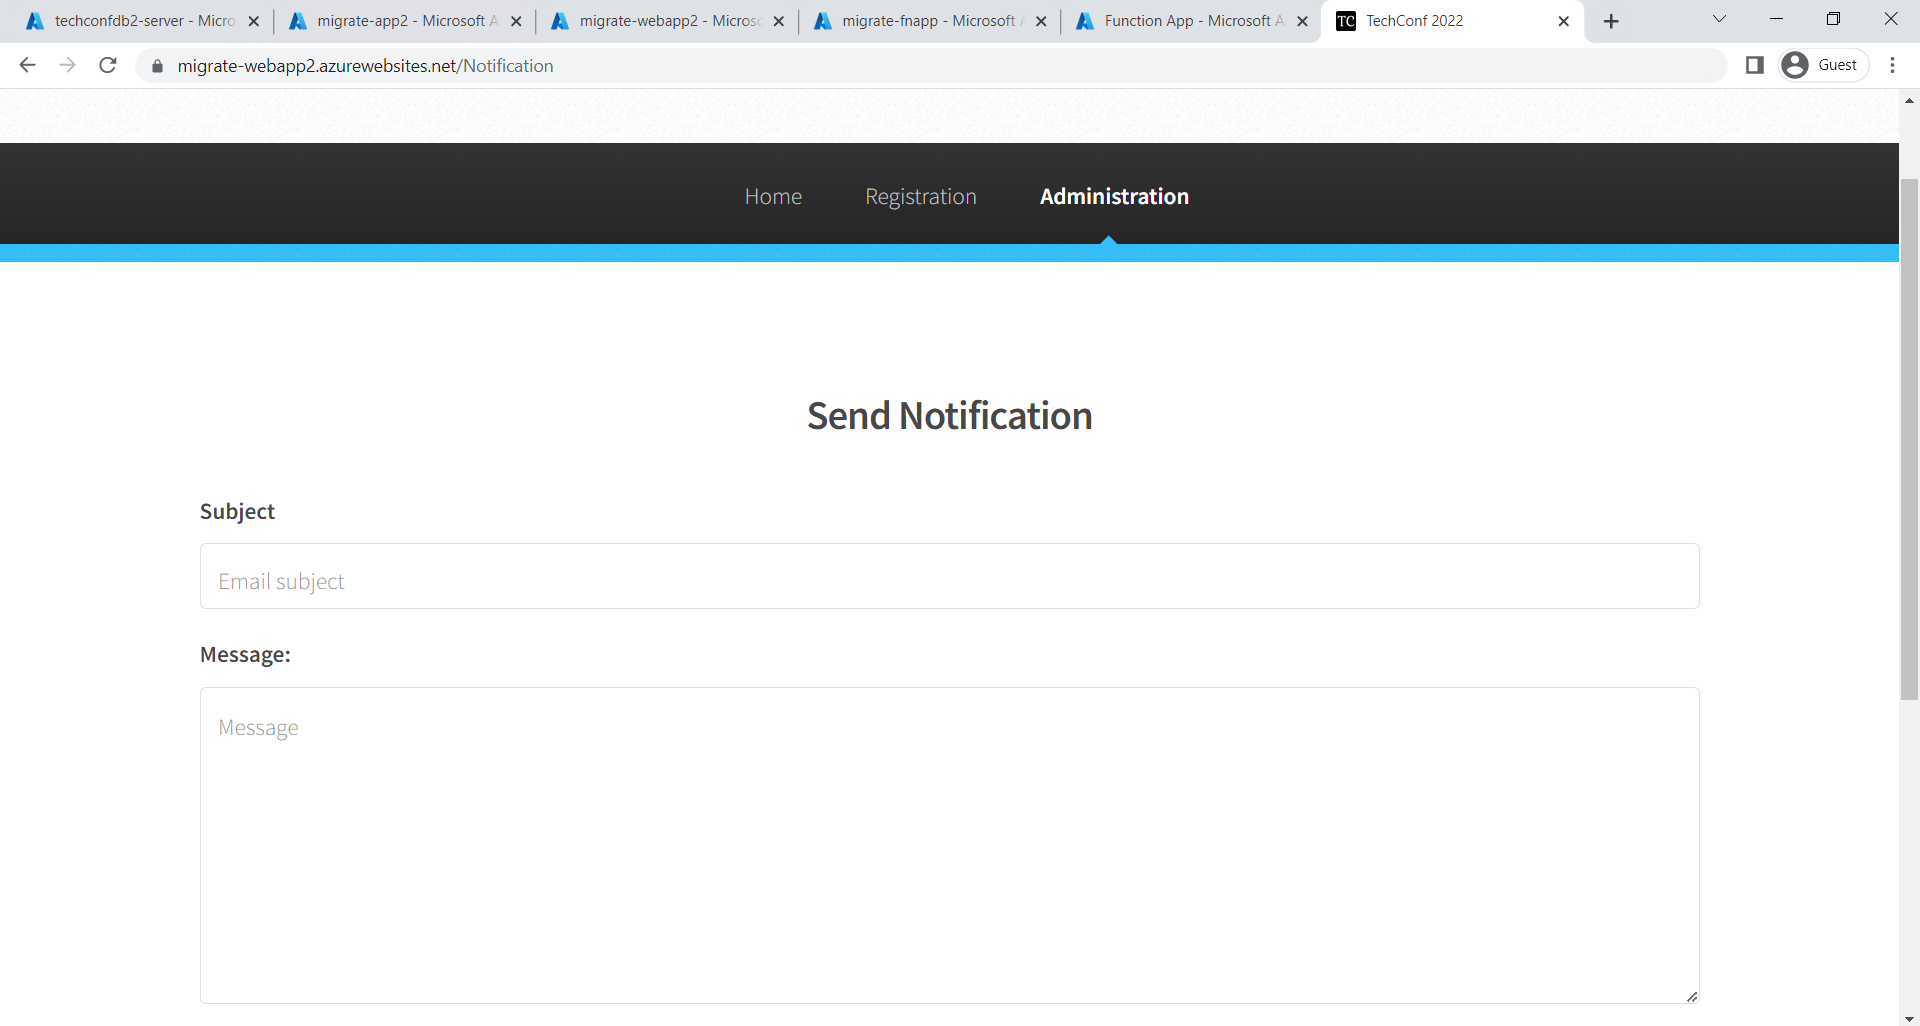 techconfdb2-server - Micro
migrate-app2 - Microsoft A
migrate-webapp2 - Microso
migrate-fnapp - Microsoft A
Function App - Microsoft A
TC TechConf 2022
migrate-webapp2.azurewebsites.net/Notification
Guest
Home
Registration
Administration
Send Notification
Subject
Email subject
Message:
Message